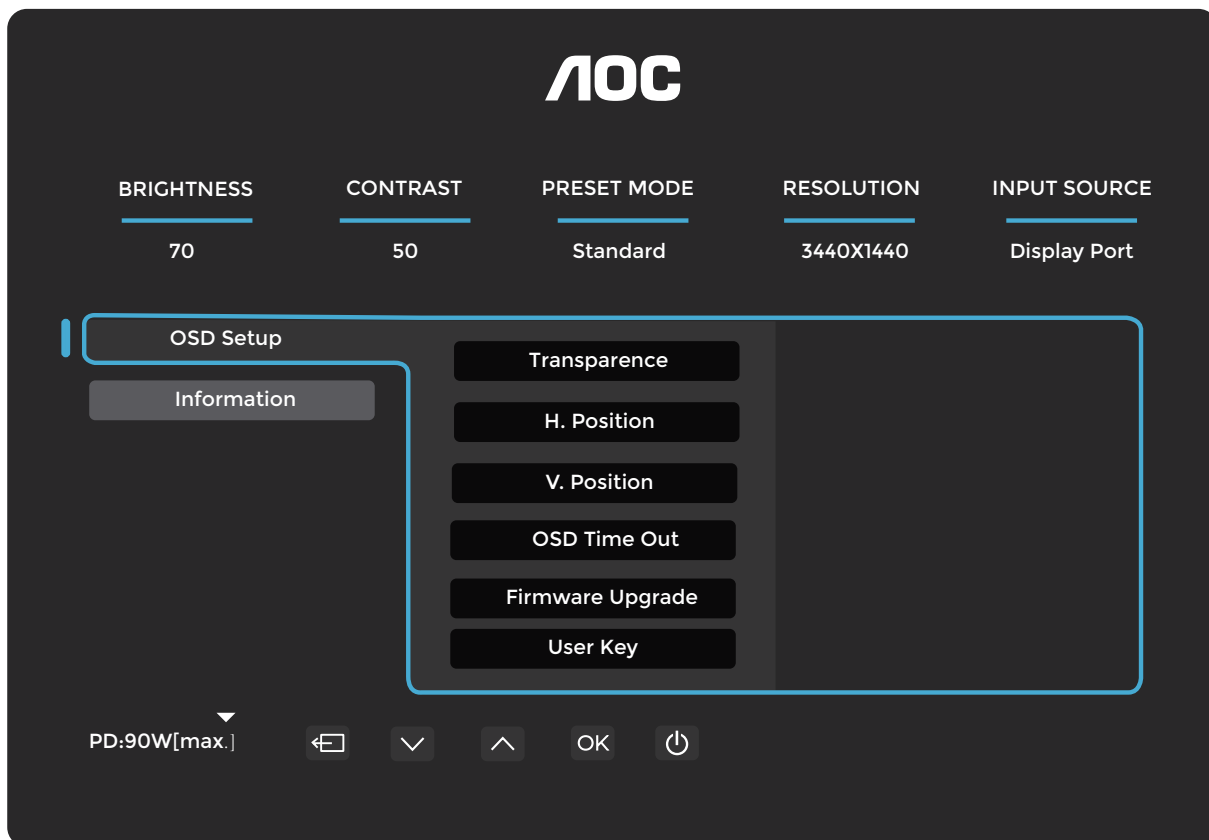 AOC
BRIGHTNESS CONTRAST PRESET MODE RESOLUTION INPUT SOURCE
70 50 Standard 3440X1440 Display Port
OSD Setup
Information
Transparence
H. Position
V. Position
OSD Time Out
Firmware Upgrade
User Key
PD:90W[max.] OK